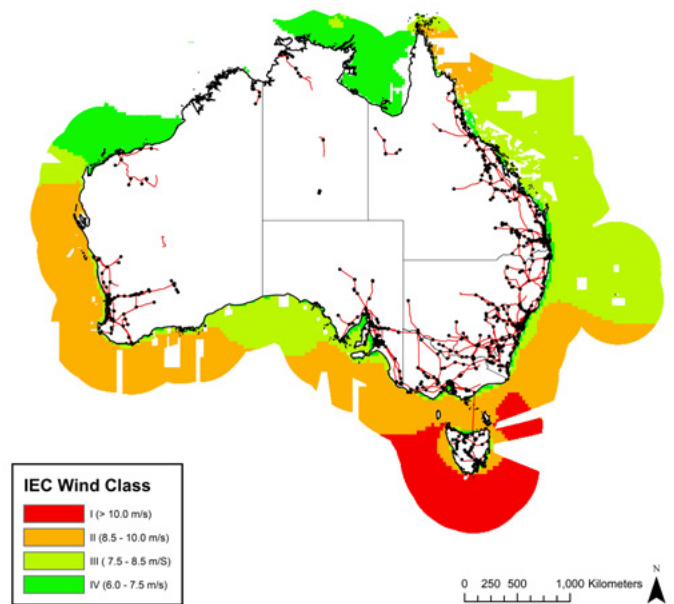 IEC Wind Class
I (> 10.0 m/s)
II (8.5 - 10.0 m/s)
III ( 7.5 - 8.5 m/S)
IV (6.0 - 7.5 m/s)
N
0 250 500 1,000 Kilometers